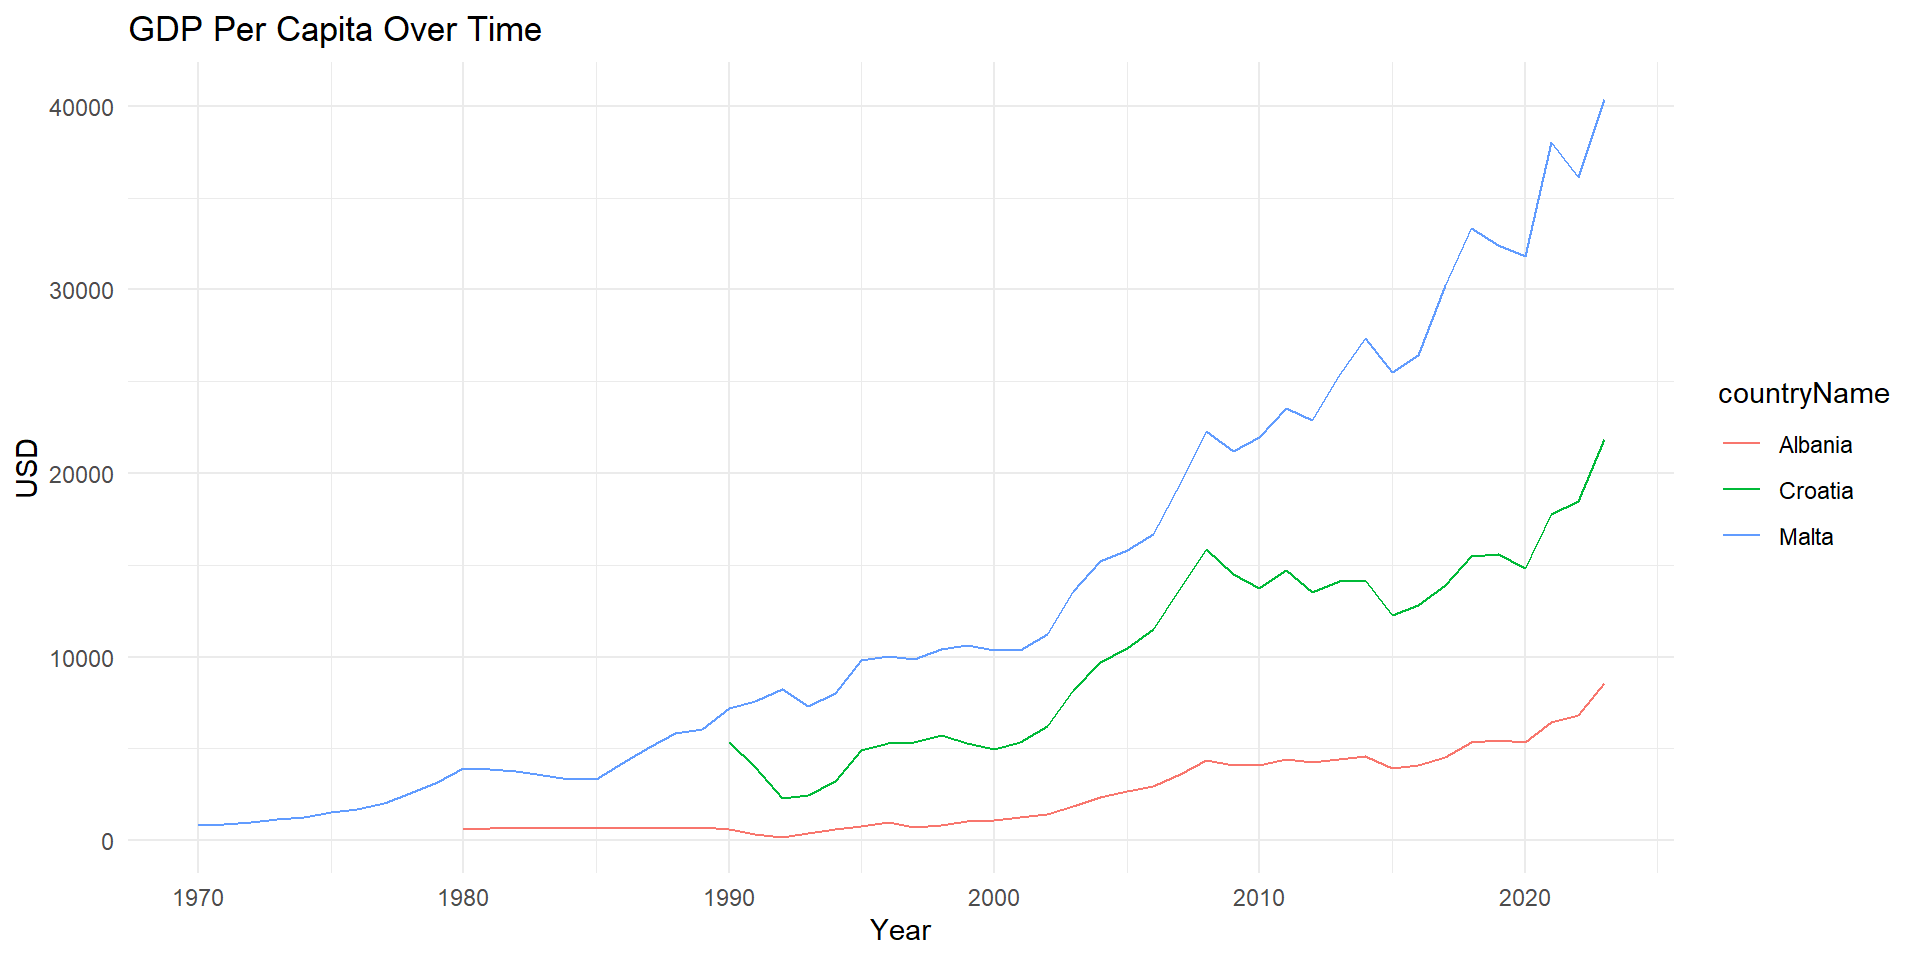 GDP Per Capita Over Time
40000
30000
20000
10000
0
USD
1970 1980 1990 2000 2010 2020
Year
countryName
Albania
Croatia
Malta